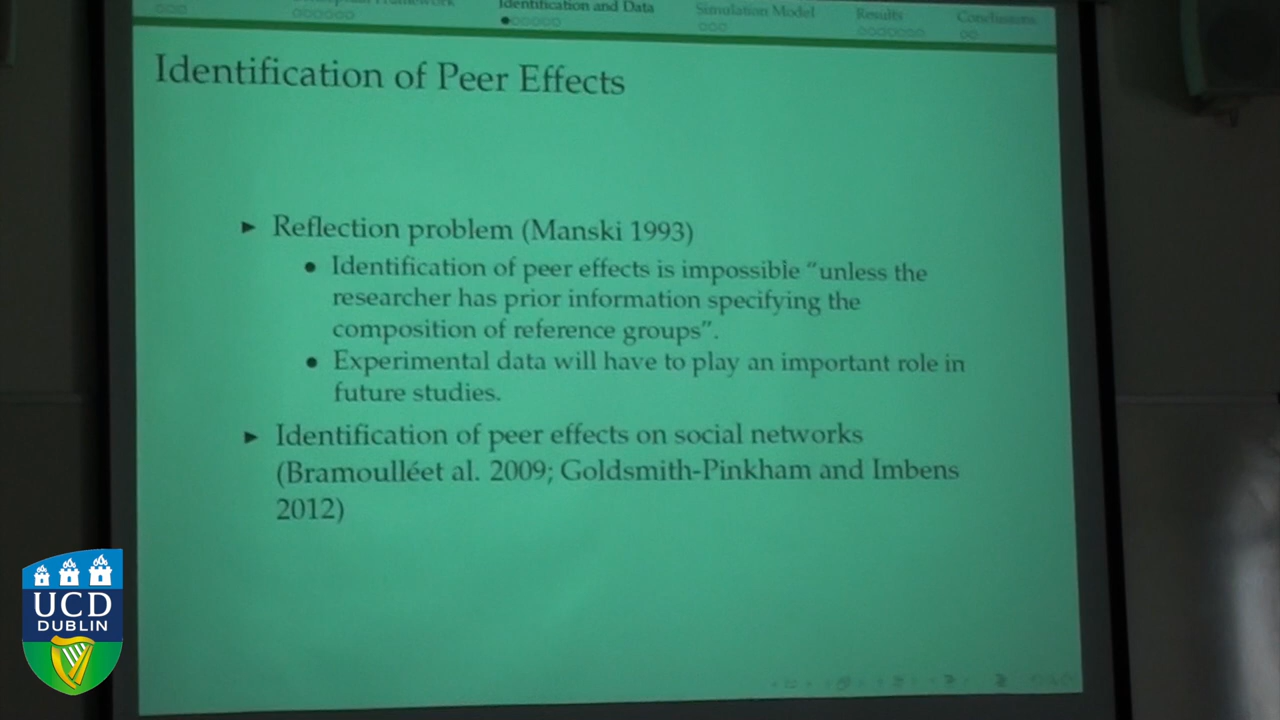 Framework Identification and Data Simulation Model Results Conclusions
Identification of Peer Effects
► Reflection problem (Manski 1993)
● Identification of peer effects is impossible “unless the
researcher has prior information specifying the
composition of reference groups”.
● Experimental data will have to play an important role in
future studies.
► Identification of peer effects on social networks
(Bramoulléet al. 2009; Goldsmith-Pinkham and Imbens
2012)
UCD
DUBLIN